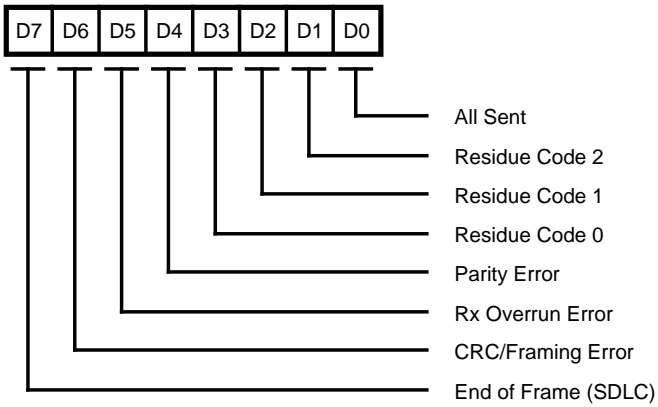 D7 D6 D5 D4 D3 D2 D1 D0
All Sent
Residue Code 2
Residue Code 1
Residue Code 0
Parity Error
Rx Overrun Error
CRC/Framing Error
End of Frame (SDLC)